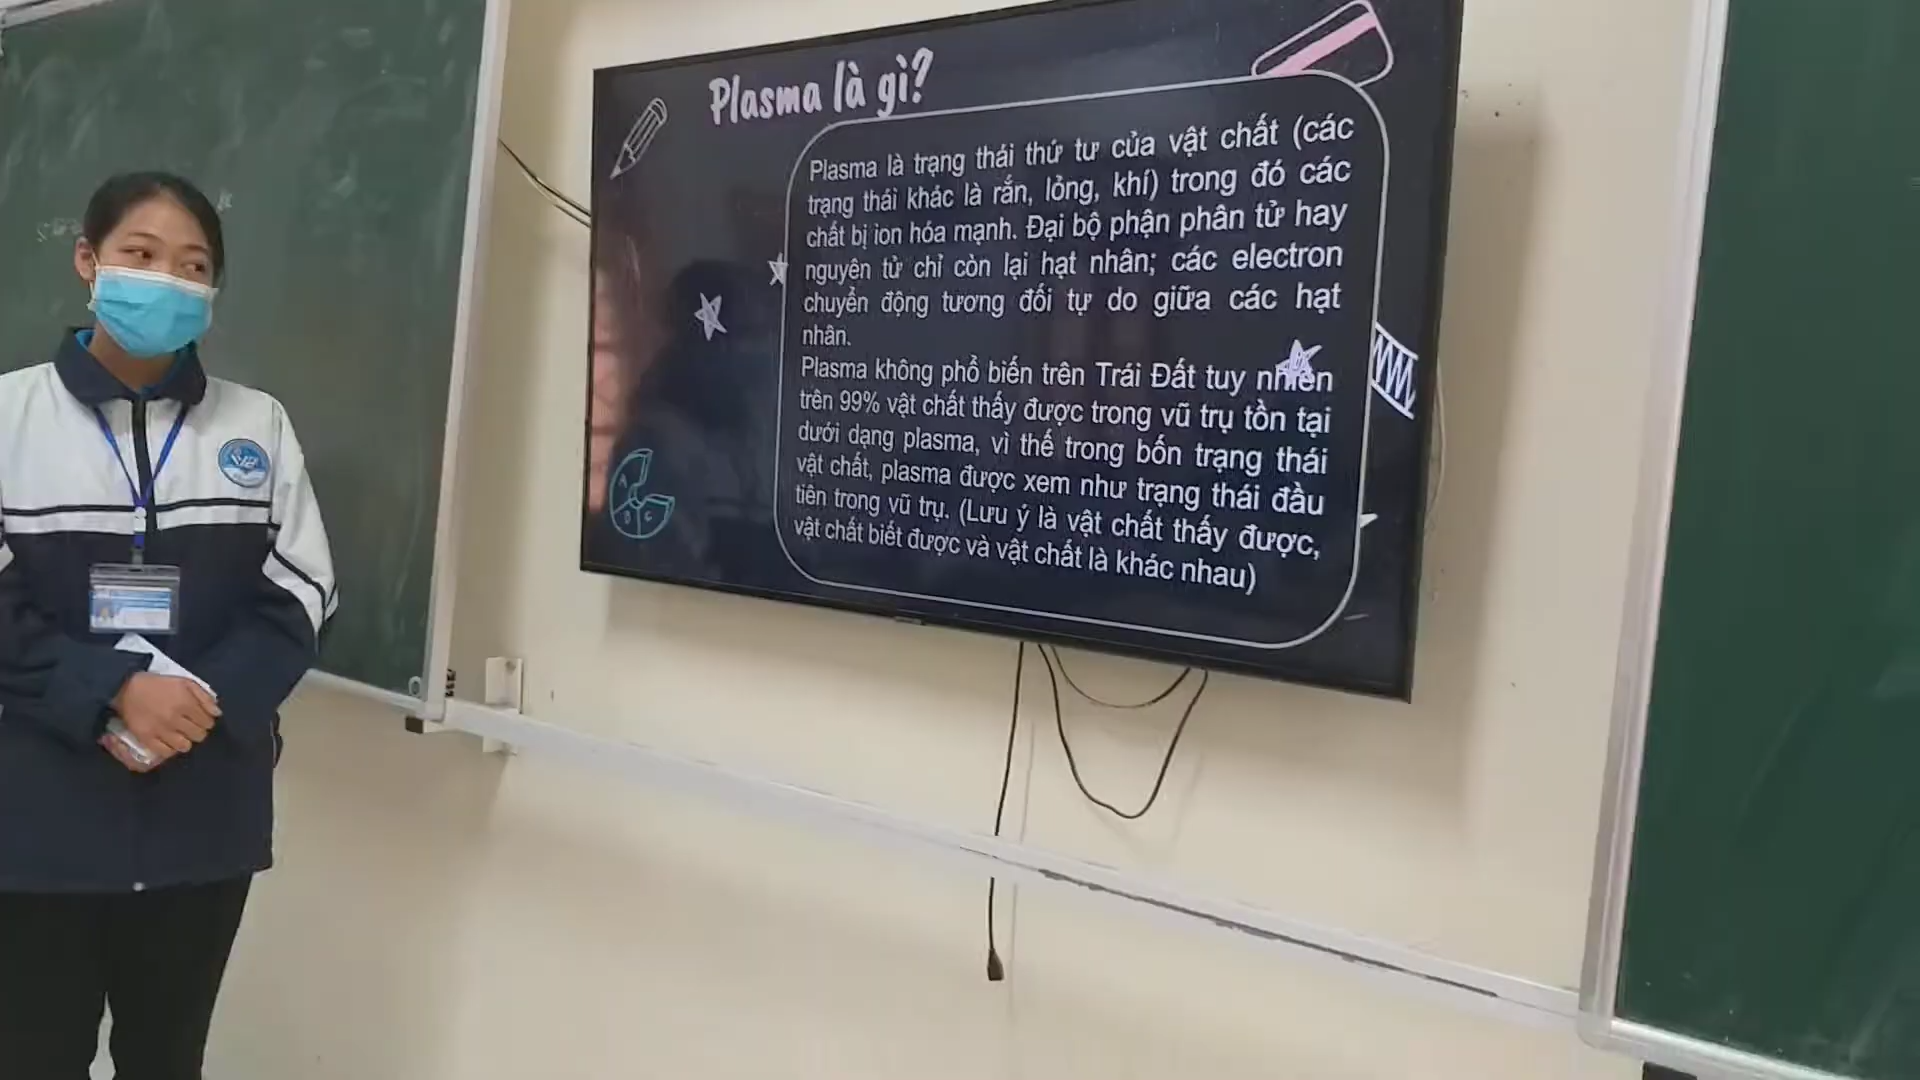 Plasma là gì?
Plasma là trạng thái thứ tư của vật chất (các
trạng thái khác là rắn, lỏng, khí) trong đó các
chất bị ion hóa mạnh. Đại bộ phận phân tử hay
nguyên tử chỉ còn lại hạt nhân; các electron
chuyển động tương đối tự do giữa các hạt
nhân.
Plasma không phổ biến trên Trái Đất tuy nhiên
trên 99% vật chất thấy được trong vũ trụ tồn tại
dưới dạng plasma, vì thế trong bốn trạng thái
vật chất, plasma được xem như trạng thái đầu
tiên trong vũ trụ. (Lưu ý là vật chất thấy được,
vật chất biết được và vật chất là khác nhau)
A
D C